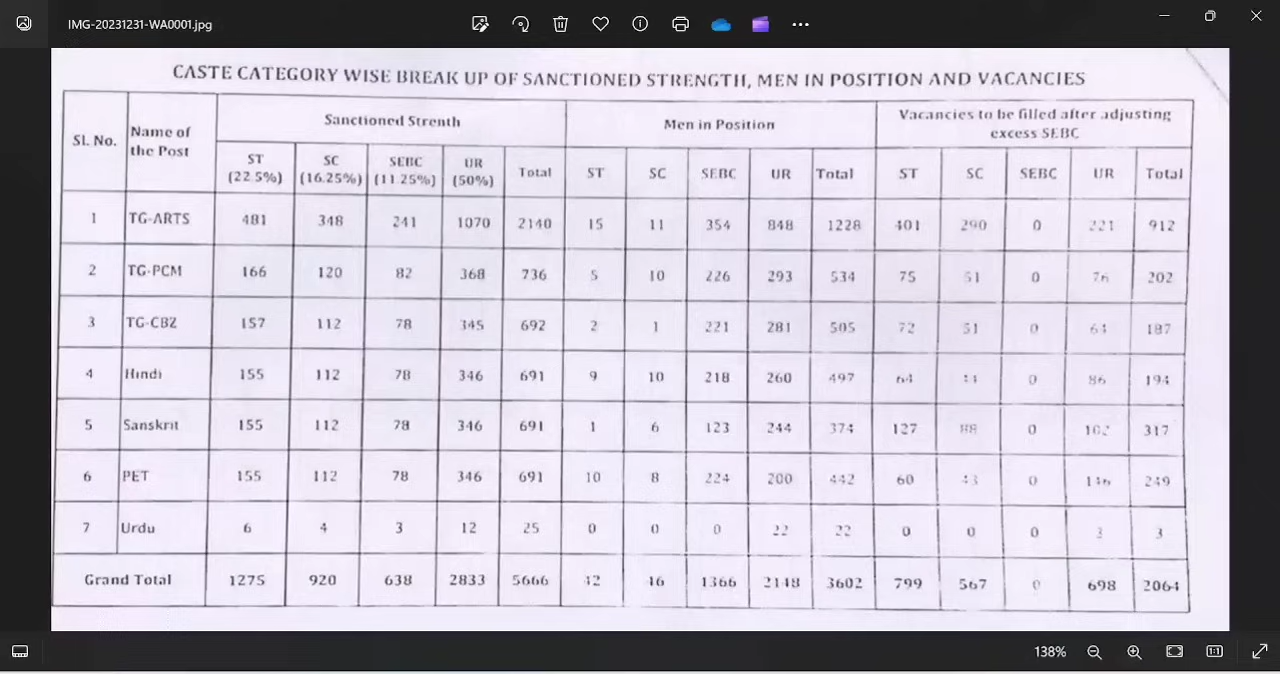 IMG-20231231-WA0001.jpg
CASTE CATEGORY WISE BREAK UP OF SANCTIONED STRENGTH, MEN IN POSITION AND VACANCIES
Sl. No. Name of the Post Sanctioned Strenth Men in Position Vacancies to be filled after adjusting excess SEBC
ST (22.5%) SC (16.25%) SEBC (11.25%) UR (50%) Total ST SC SEBC UR Total ST SC SEBC UR Total
1 TG-ARTS 481 348 241 1070 2140 15 11 354 848 1228 401 290 0 221 912
2 TG-PCM 166 120 82 368 736 5 10 226 293 534 75 51 0 76 202
3 TG-CBZ 157 112 78 345 692 2 1 221 281 505 72 51 0 64 187
4 Hindi 155 112 78 346 691 9 10 218 260 497 64 44 0 86 194
5 Sanskrit 155 112 78 346 691 1 6 123 244 374 127 88 0 102 317
6 PET 155 112 78 346 691 10 8 224 200 442 60 43 0 146 249
7 Urdu 6 4 3 12 25 0 0 0 22 22 0 0 0 3 3
Grand Total 1275 920 638 2833 5666 42 46 1366 2148 3602 799 567 0 698 2064
138%